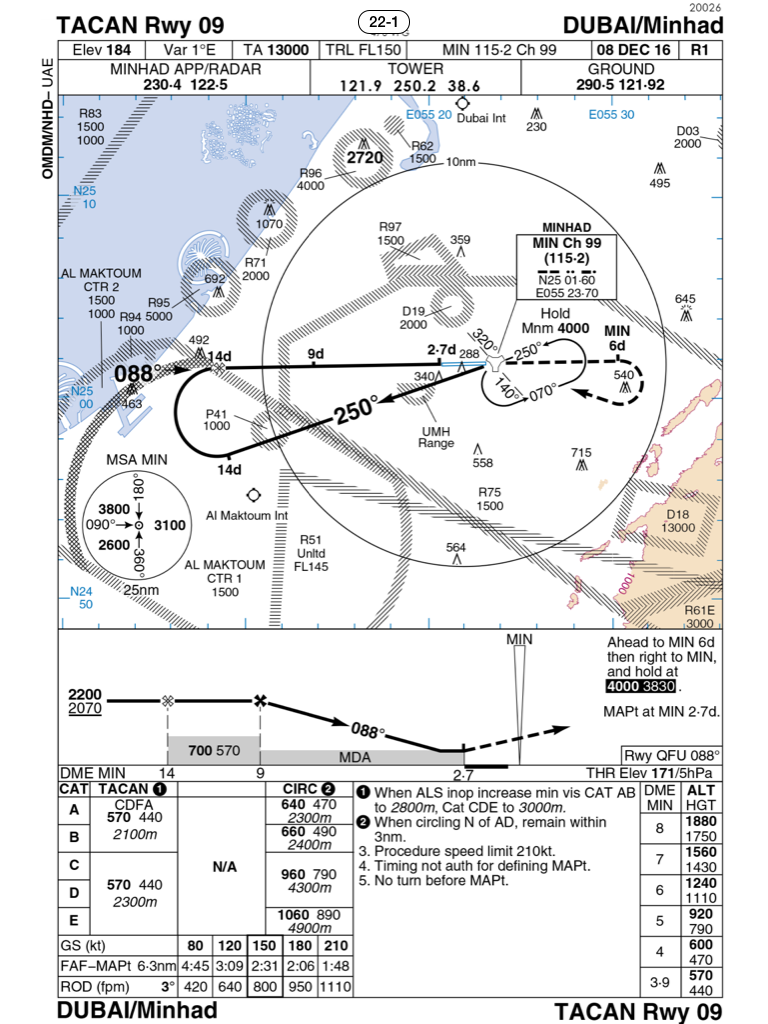 20026
TACAN Rwy 09
22-1
DUBAI/Minhad
Elev 184 Var 1°E TA 13000 TRL FL150 MIN 115·2 Ch 99 08 DEC 16 R1
MINHAD APP/RADAR
230·4 122·5
TOWER
121.9 250.2 38.6
GROUND
290·5 121·92
OMDM/NHD– UAE
R83
1500
1000
E055 20
Dubai Int
230
E055 30
D03
2000
2720
R62
1500
10nm
R96
4000
495
N25
10
1070
R97
1500
359
MINHAD
MIN Ch 99
(115·2)
N25 01·60
E055 23·70
R71
2000
AL MAKTOUM
CTR 2
1500
1000
692
R95
5000
R94
1000
D19
2000
Hold
Mnm 4000
645
492
14d
9d
2·7d
288
320°
250°
MIN
6d
088°
340
540
N25
00
463
140°
070°
P41
1000
250°
UMH
Range
14d
558
715
MSA MIN
180°
3800
090°
3100
2600
360°
25nm
Al Maktoum Int
R75
1500
D18
13000
R51
Unltd
FL145
AL MAKTOUM
CTR 1
1500
564
1000
N24
50
R61E
3000
MIN
Ahead to MIN 6d
then right to MIN,
and hold at
4000 3830.
MAPt at MIN 2·7d.
2200
2070
088°
700 570
MDA
Rwy QFU 088°
DME MIN 14 9 2·7 THR Elev 171/5hPa
CAT TACAN 1 CIRC 2
A CDFA
570 440
2100m
640 470
2300m
B 660 490
2400m
N/A
C
D 570 440
2300m
960 790
4300m
E 1060 890
4900m
GS (kt) 80 120 150 180 210
FAF–MAPt 6·3nm 4:45 3:09 2:31 2:06 1:48
ROD (fpm) 3° 420 640 800 950 1110
1 When ALS inop increase min vis CAT AB
to 2800m, Cat CDE to 3000m.
2 When circling N of AD, remain within
3nm.
3. Procedure speed limit 210kt.
4. Timing not auth for defining MAPt.
5. No turn before MAPt.
DME
MIN
ALT
HGT
8 1880
1750
7 1560
1430
6 1240
1110
5 920
790
4 600
470
3·9 570
440
DUBAI/Minhad
TACAN Rwy 09